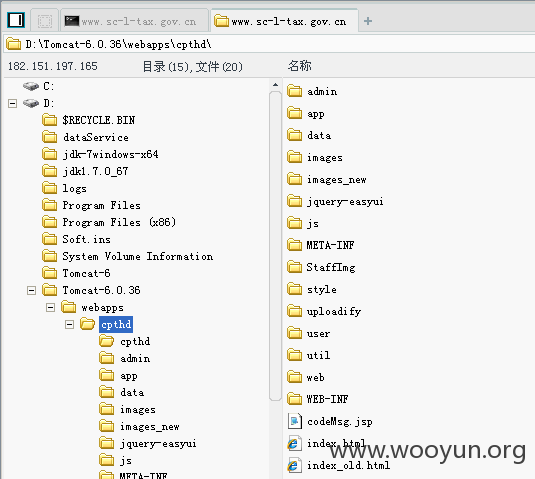 www.sc-l-tax.gov.cn
www.sc-l-tax.gov.cn
D:\Tomcat-6.0.36\webapps\cpthd\
182.151.197.165
目录(15),文件(20)
名称
C:
D:
$RECYCLE.BIN
dataService
jdk-7windows-x64
jdk1.7.0_67
logs
Program Files
Program Files (x86)
Soft.ins
System Volume Information
Tomcat-6
Tomcat-6.0.36
webapps
cpthd
cpthd
admin
app
data
images
images_new
jquery-easyui
js
META-INF
admin
app
data
images
images_new
jquery-easyui
js
META-INF
StaffImg
style
uploadify
user
util
web
WEB-INF
codeMsg.jsp
index.html
index_old.html
www.wooyun.org